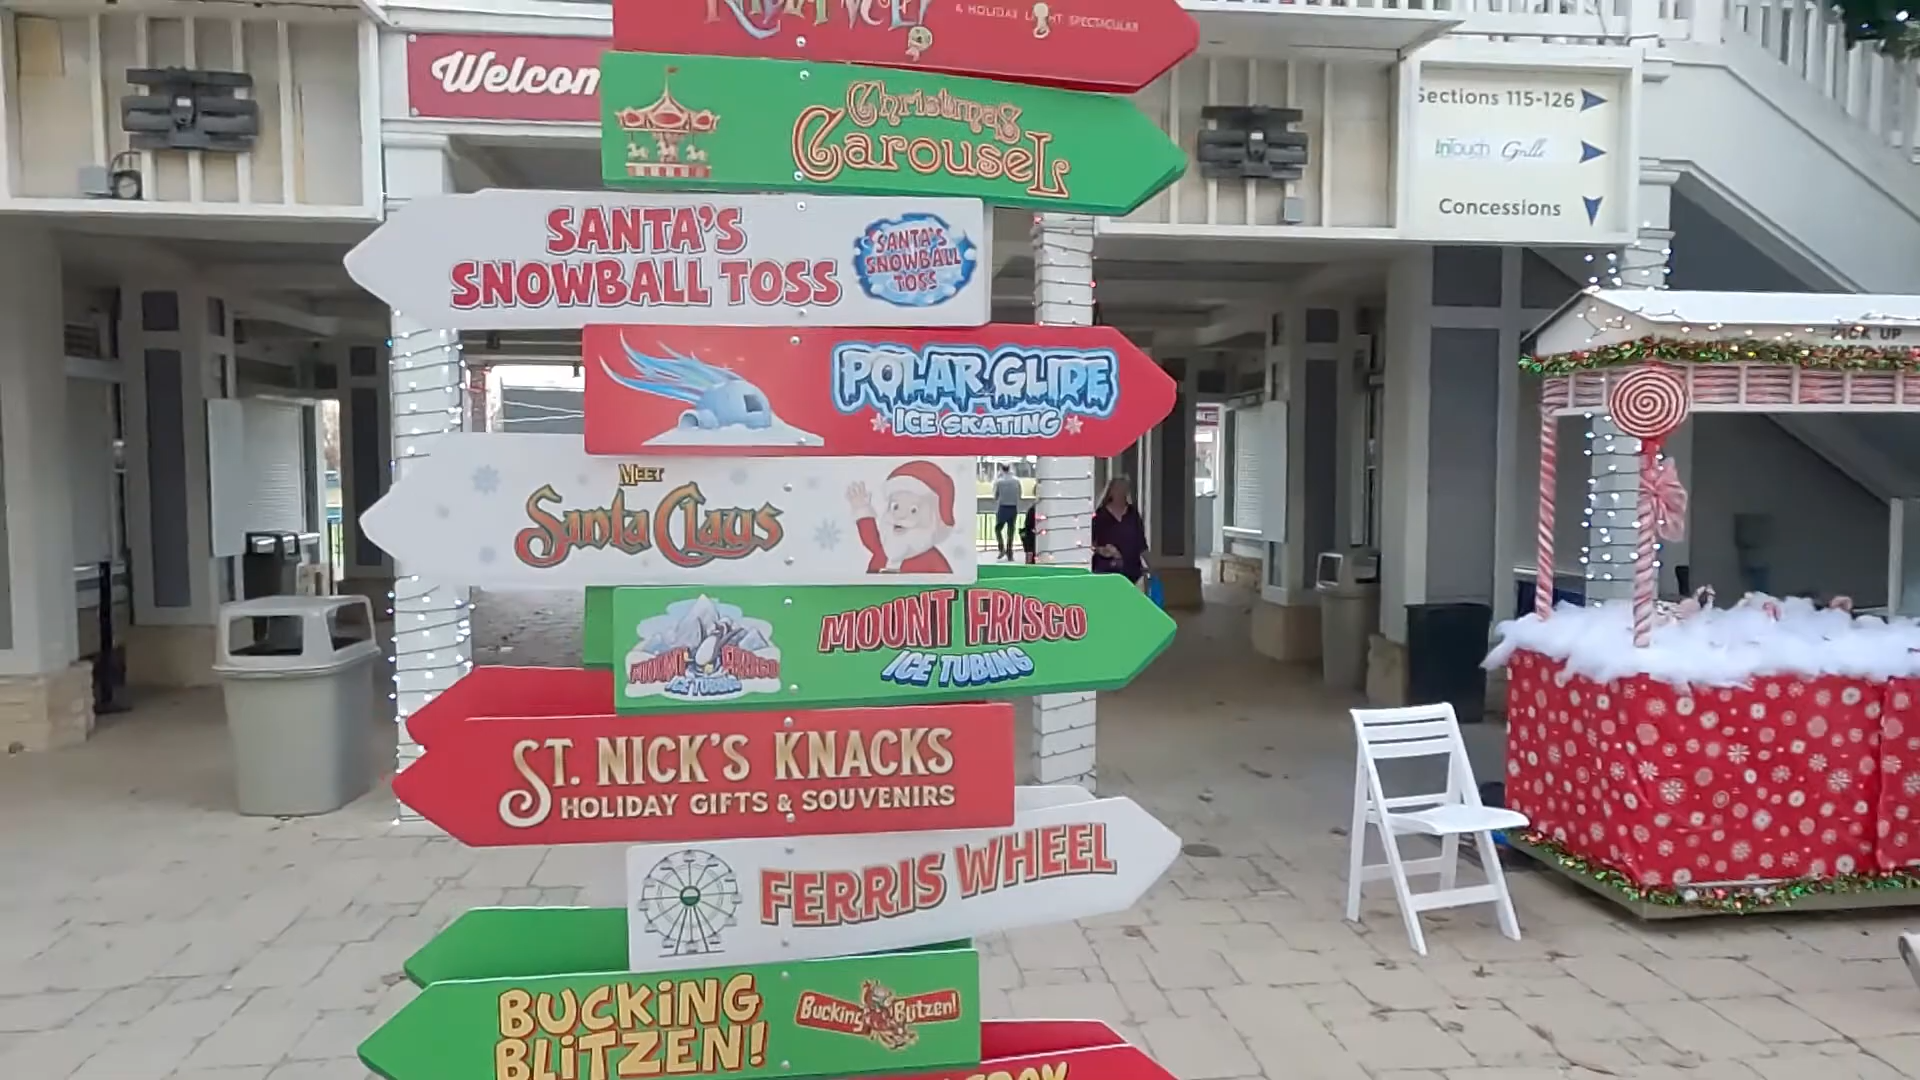 A HOLIDAY LIGHT SPECTACULAR
Christmas
Carousel
Sections 115-126
InTouch Grille
Concessions
SANTA'S
SNOWBALL TOSS
SANTA'S
SNOWBALL
TOSS
POLAR GLIDE
ICE SKATING
PICK UP
MEET
Santa Claus
MOUNT FRISCO
ICE TUBING
MOUNT FRISCO
ICE TUBING
ST. NICK'S KNACKS
HOLIDAY GIFTS & SOUVENIRS
FERRIS WHEEL
BUCKING
BLITZEN!
Bucking Blitzen!